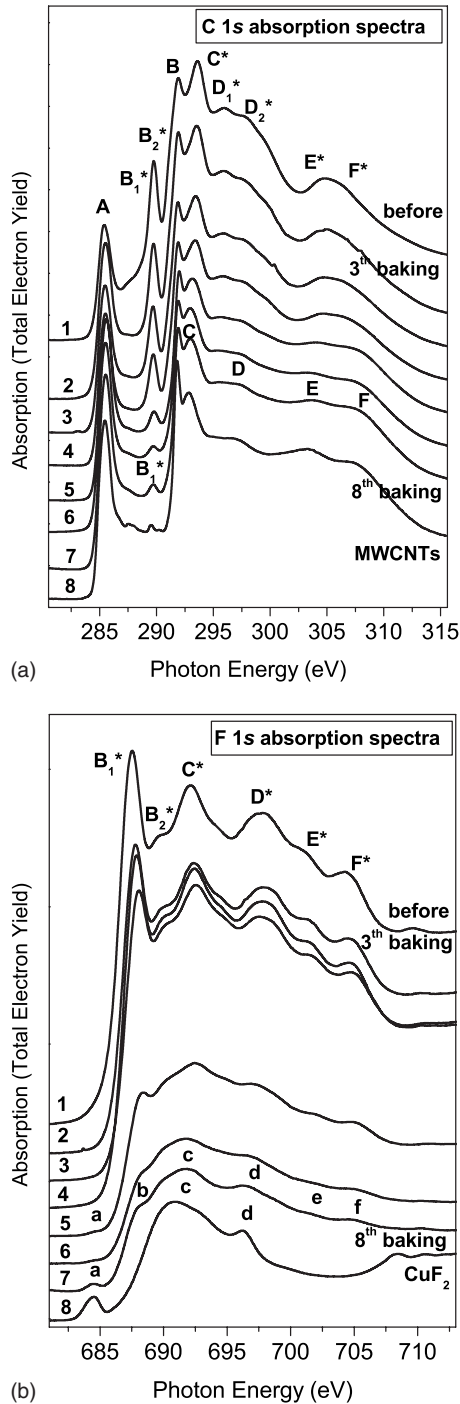 C 1s absorption spectra
C*
B
D1*
D2*
B2*
B1*
E*
F*
A
before
3th baking
1
C
2
D
E
F
3
4
B1*
5
8th baking
6
MWCNTs
7
8
Absorption (Total Electron Yield)
285 290 295 300 305 310 315
(a)
Photon Energy (eV)
F 1s absorption spectra
B1*
C*
B2*
D*
E*
F*
before
3th baking
1
2
3
4
a
5
c
d
6
b
c
e
f
8th baking
a
7
d
CuF2
8
Absorption (Total Electron Yield)
685 690 695 700 705 710
(b)
Photon Energy (eV)